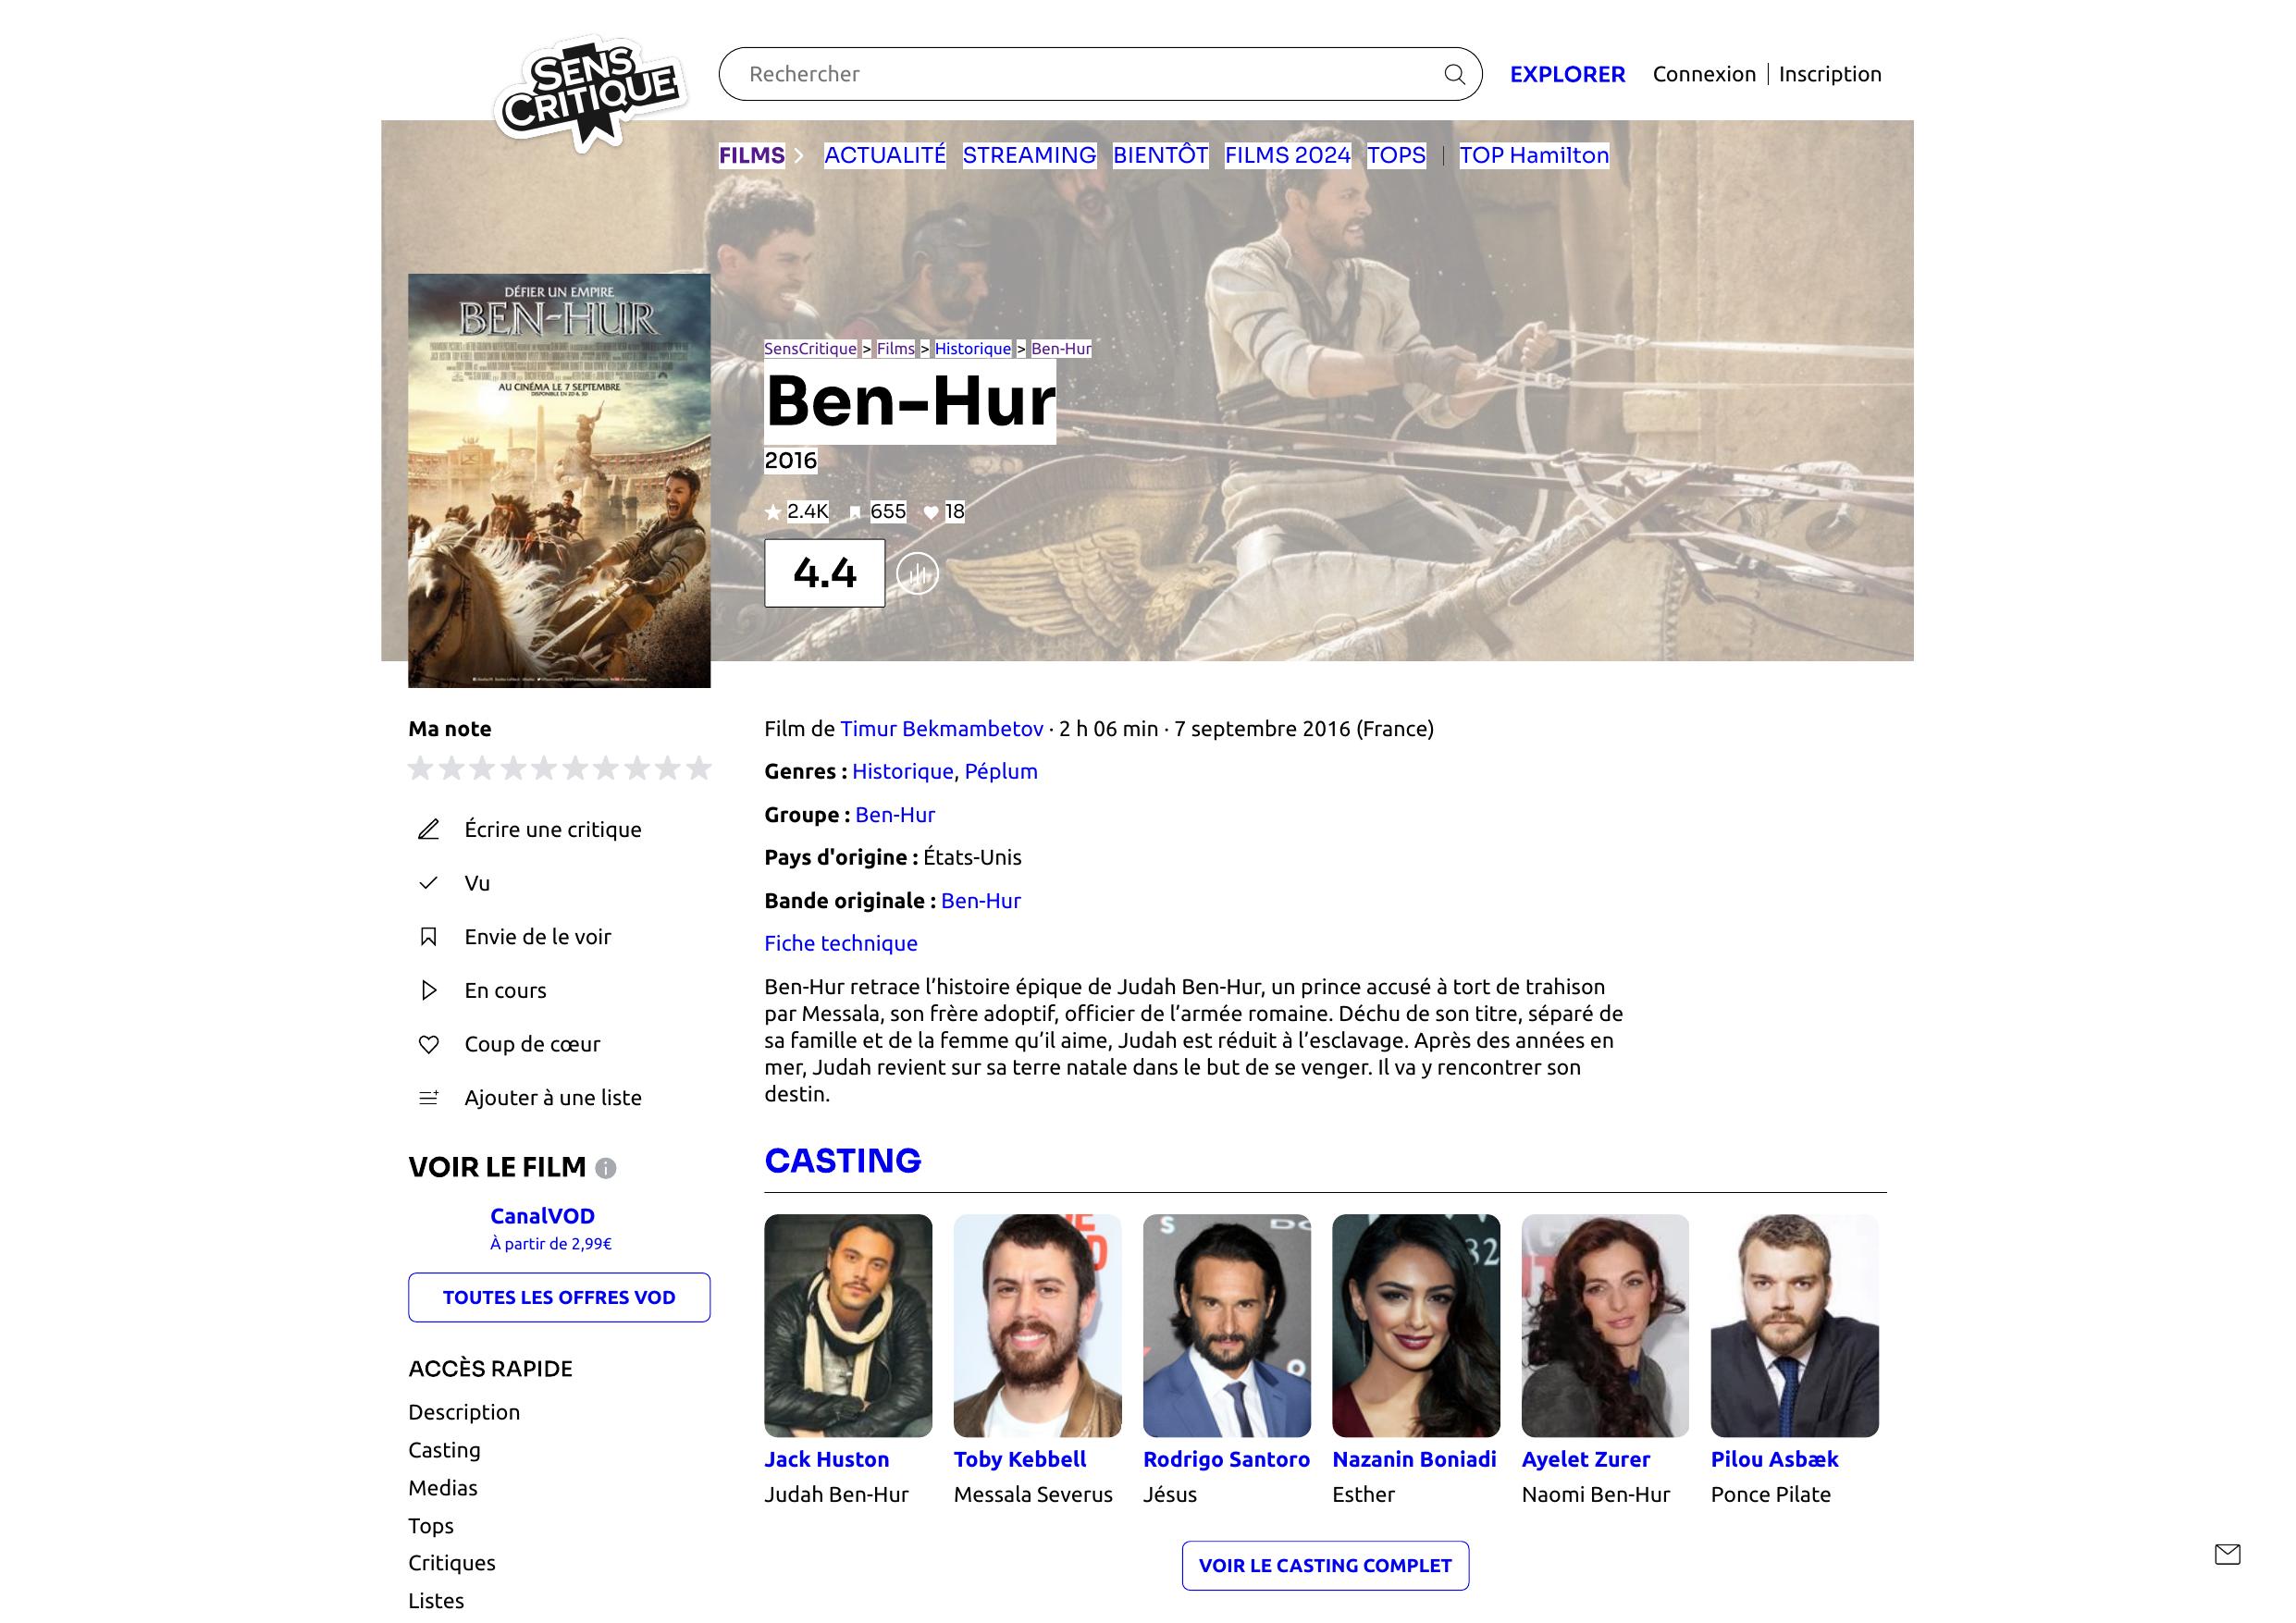 SENS
CRITIQUE
Rechercher
EXPLORER
Connexion | Inscription
FILMS
ACTUALITÉ
STREAMING
BIENTÔT
FILMS 2024
TOPS
TOP Hamilton
DÉFIER UN EMPIRE
BEN-HUR
AU CINÉMA LE 7 SEPTEMBRE
SensCritique > Films > Historique > Ben-Hur
Ben-Hur
2016
2.4K
655
18
4.4
Ma note
Écrire une critique
Vu
Envie de le voir
En cours
Coup de cœur
Ajouter à une liste
VOIR LE FILM
CanalVOD
À partir de 2,99€
TOUTES LES OFFRES VOD
ACCÈS RAPIDE
Description
Casting
Medias
Tops
Critiques
Listes
Film de Timur Bekmambetov · 2 h 06 min · 7 septembre 2016 (France)
Genres : Historique, Péplum
Groupe : Ben-Hur
Pays d'origine : États-Unis
Bande originale : Ben-Hur
Fiche technique
Ben-Hur retrace l’histoire épique de Judah Ben-Hur, un prince accusé à tort de trahison
par Messala, son frère adoptif, officier de l’armée romaine. Déchu de son titre, séparé de
sa famille et de la femme qu’il aime, Judah est réduit à l’esclavage. Après des années en
mer, Judah revient sur sa terre natale dans le but de se venger. Il va y rencontrer son
destin.
CASTING
Jack Huston
Judah Ben-Hur
Toby Kebbell
Messala Severus
Rodrigo Santoro
Jésus
Nazanin Boniadi
Esther
Ayelet Zurer
Naomi Ben-Hur
Pilou Asbæk
Ponce Pilate
VOIR LE CASTING COMPLET